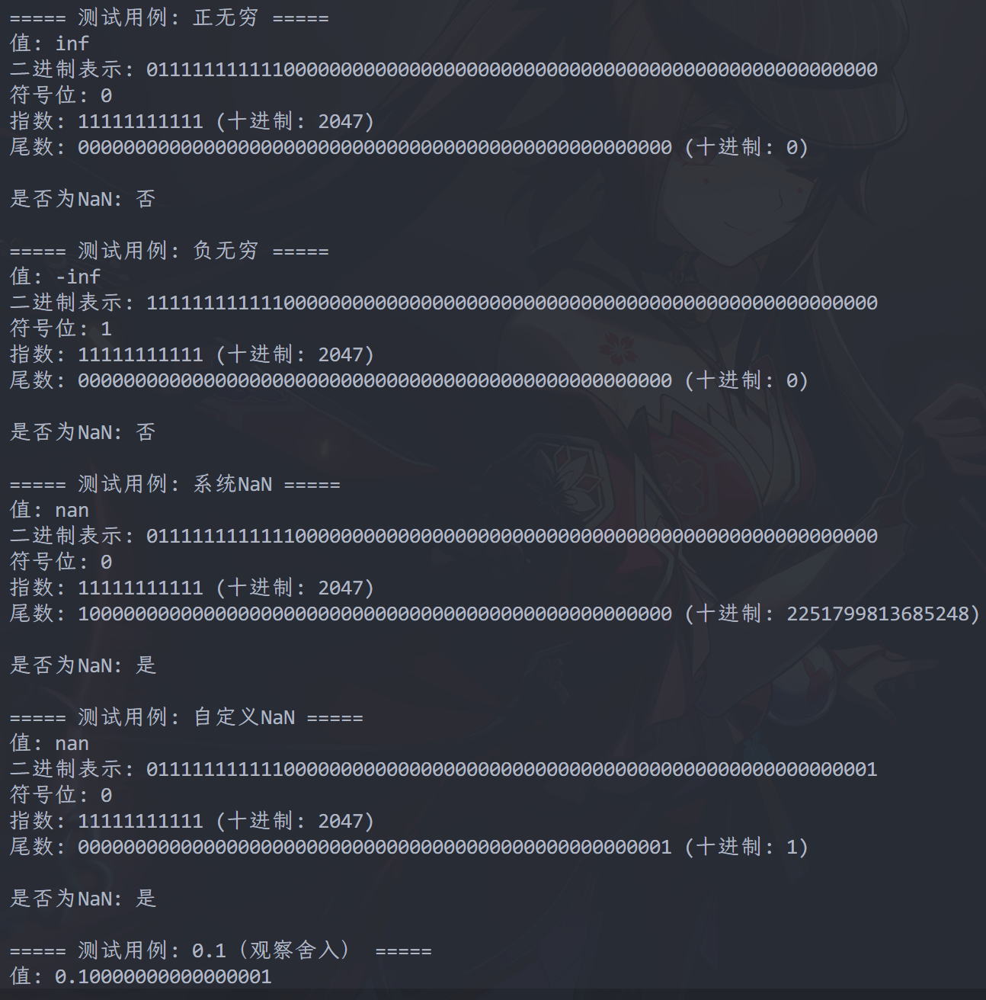 ===== 测试用例: 正无穷 =====
值: inf
二进制表示: 0111111111110000000000000000000000000000000000000000000000000000
符号位: 0
指数: 11111111111 (十进制: 2047)
尾数: 0000000000000000000000000000000000000000000000000000 (十进制: 0)
是否为NaN: 否
===== 测试用例: 负无穷 =====
值: -inf
二进制表示: 1111111111110000000000000000000000000000000000000000000000000000
符号位: 1
指数: 11111111111 (十进制: 2047)
尾数: 0000000000000000000000000000000000000000000000000000 (十进制: 0)
是否为NaN: 否
===== 测试用例: 系统NaN =====
值: nan
二进制表示: 0111111111111000000000000000000000000000000000000000000000000000
符号位: 0
指数: 11111111111 (十进制: 2047)
尾数: 1000000000000000000000000000000000000000000000000000 (十进制: 2251799813685248)
是否为NaN: 是
===== 测试用例: 自定义NaN =====
值: nan
二进制表示: 0111111111110000000000000000000000000000000000000000000000000001
符号位: 0
指数: 11111111111 (十进制: 2047)
尾数: 0000000000000000000000000000000000000000000000000001 (十进制: 1)
是否为NaN: 是
===== 测试用例: 0.1（观察舍入） =====
值: 0.10000000000000001